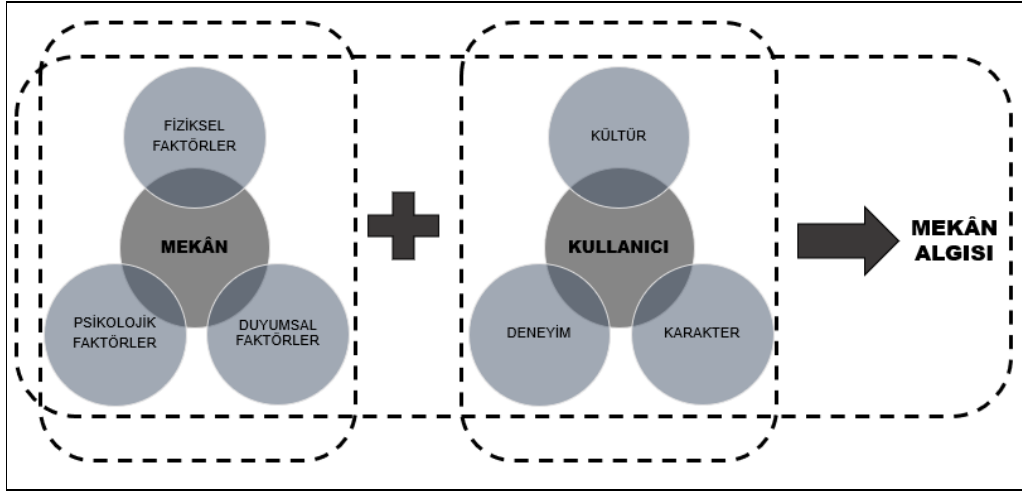 FİZİKSEL
FAKTÖRLER
MEKÂN
PSİKOLOJİK
FAKTÖRLER
DUYUMSAL
FAKTÖRLER
KÜLTÜR
KULLANICI
DENEYİM
KARAKTER
MEKÂN
ALGISI